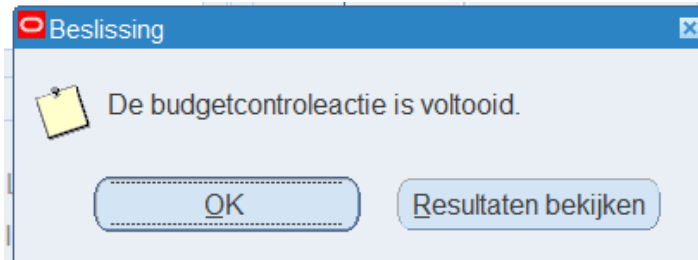 Beslissing
De budgetcontroleactie is voltooid.
OK
Resultaten bekijken